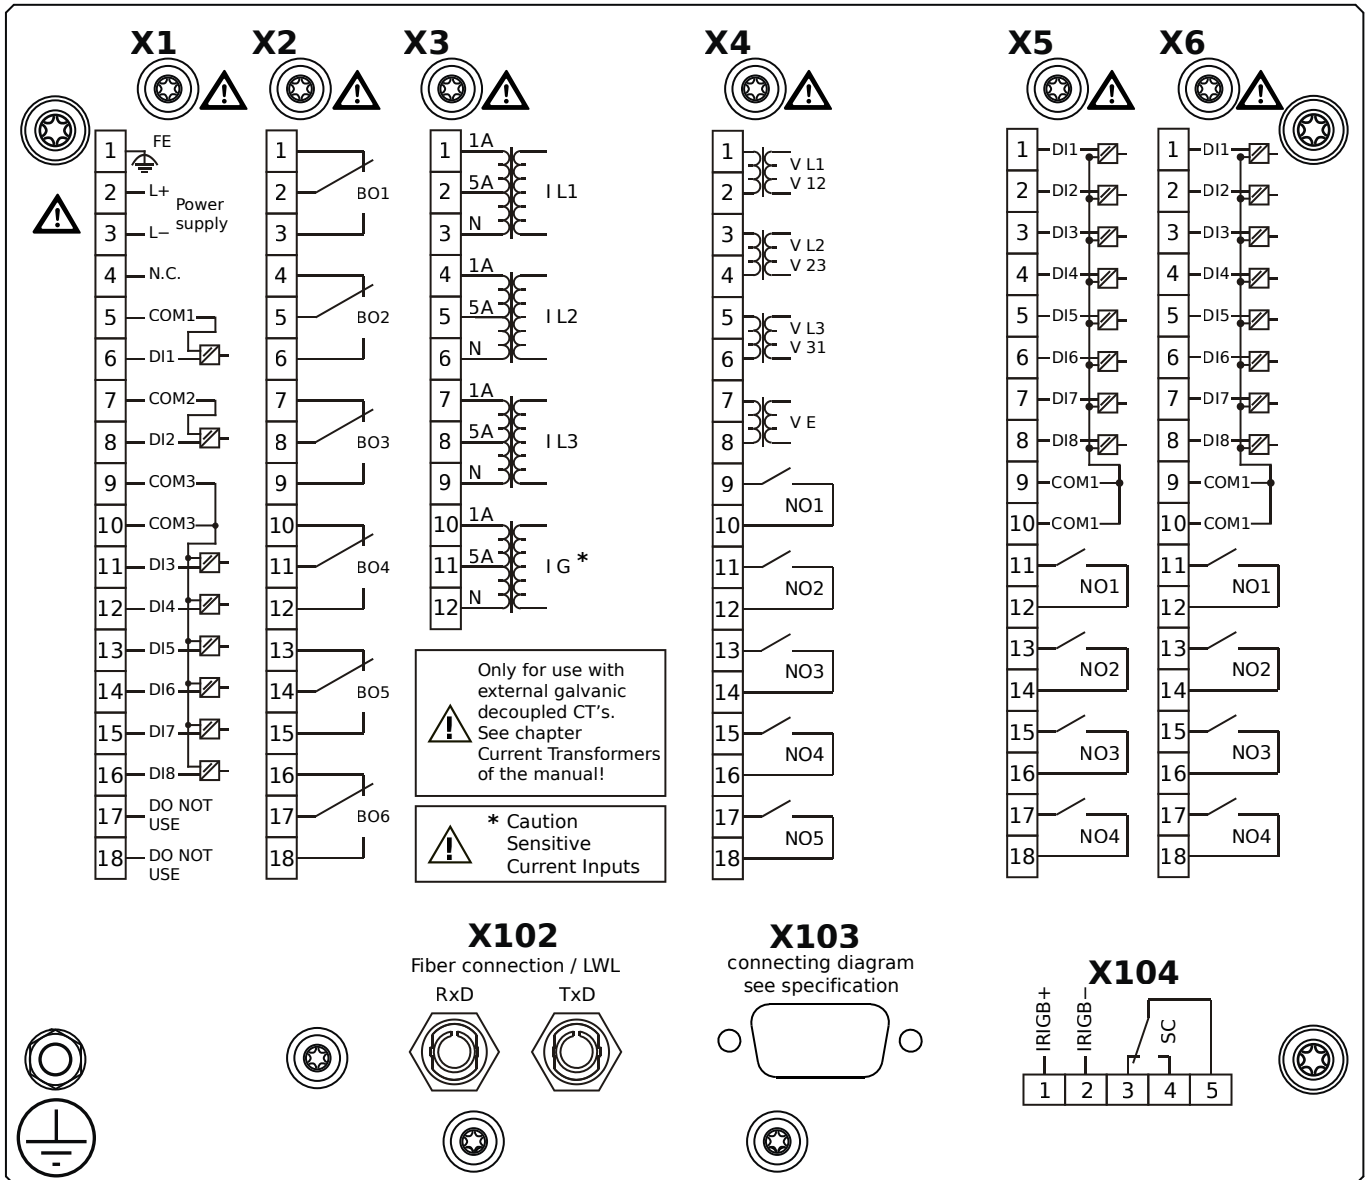 X1 X2 X3 X4 X5 X6
1 FE
2 L+
Power
supply
3 L−
4 N.C.
5 COM1
6 DI1
7 COM2
8 DI2
9 COM3
10 COM3
11 DI3
12 DI4
13 DI5
14 DI6
15 DI7
16 DI8
17 DO NOT
USE
18 DO NOT
USE
1
2 BO1
3
4
5 BO2
6
7
8 BO3
9
10
11 BO4
12
13
14 BO5
15
16
17 BO6
18
1 1A
2 5A I L1
3 N
4 1A
5 5A I L2
6 N
7 1A
8 5A I L3
9 N
10 1A
11 5A I G *
12 N
Only for use with
external galvanic
decoupled CT's.
See chapter
Current Transformers
of the manual!
* Caution
Sensitive
Current Inputs
1 V L1
2 V 12
3 V L2
4 V 23
5 V L3
6 V 31
7
V E
8
9
NO1
10
11
NO2
12
13
NO3
14
15
NO4
16
17
NO5
18
1 DI1
2 DI2
3 DI3
4 DI4
5 DI5
6 DI6
7 DI7
8 DI8
9 COM1
10 COM1
11
NO1
12
13
NO2
14
15
NO3
16
17
NO4
18
1 DI1
2 DI2
3 DI3
4 DI4
5 DI5
6 DI6
7 DI7
8 DI8
9 COM1
10 COM1
11
NO1
12
13
NO2
14
15
NO3
16
17
NO4
18
X102
Fiber connection / LWL
RxD TxD
X103
connecting diagram
see specification
X104
IRIGB+
IRIGB−
SC
1 2 3 4 5